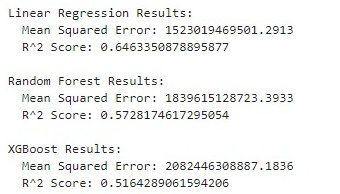 Linear Regression Results:
Mean Squared Error: 1523019469501.2913
R^2 Score: 0.6463350878895877
Random Forest Results:
Mean Squared Error: 1839615128723.3933
R^2 Score: 0.5728174617295054
XGBoost Results:
Mean Squared Error: 2082446308887.1836
R^2 Score: 0.5164289061594206